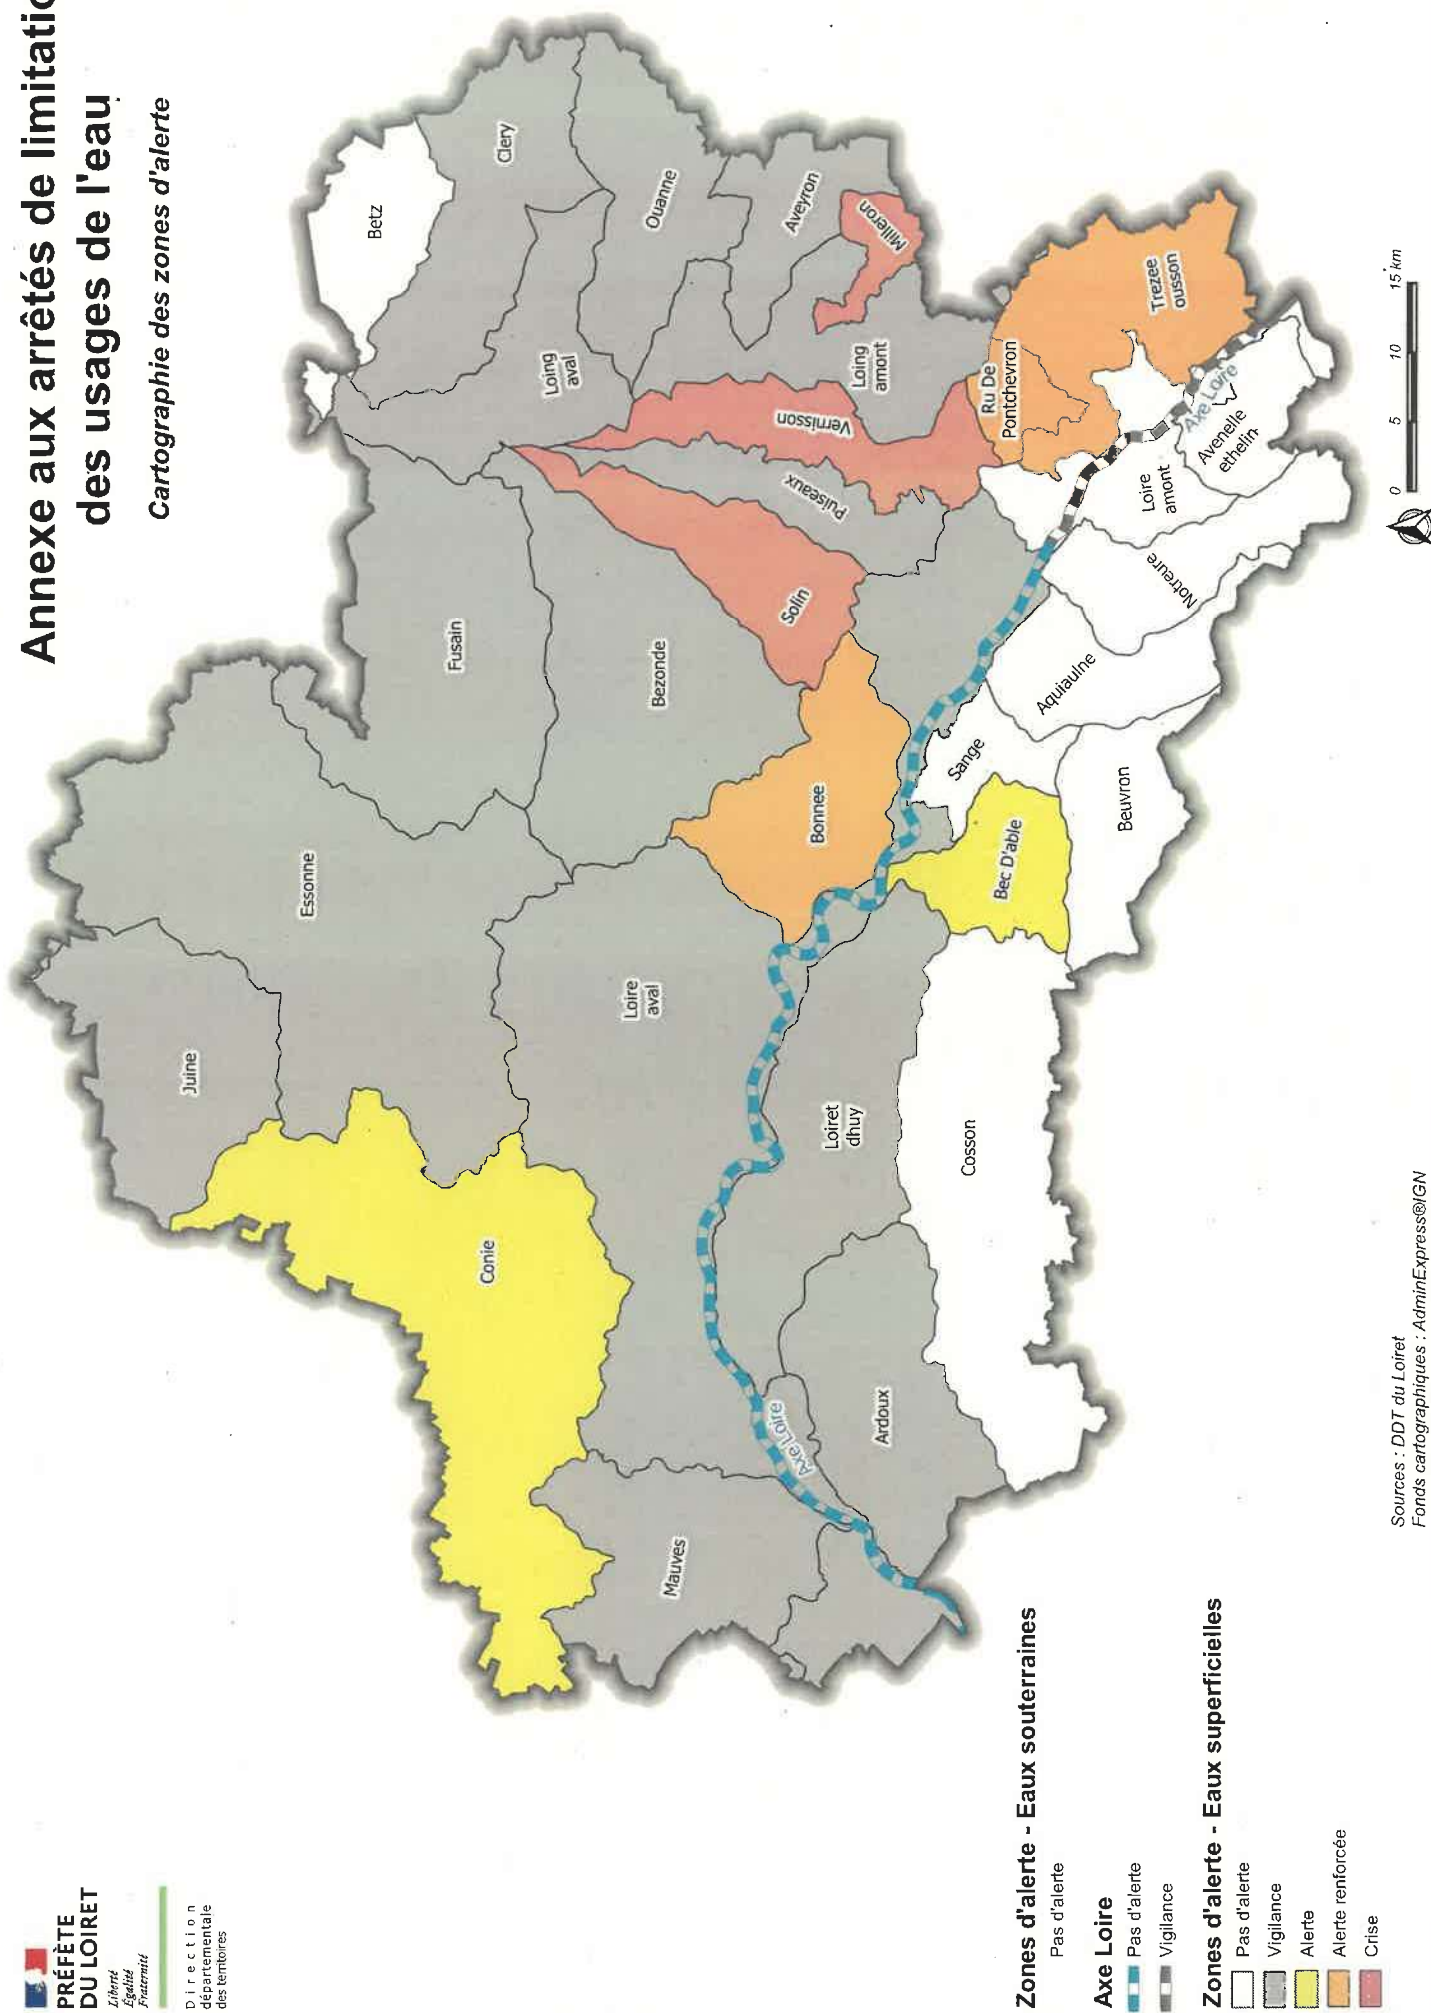 PRÉFÈTE
DU LOIRET
Liberté
Égalité
Fraternité
Direction
départementale
des territoires
Annexe aux arrêtés de limitatio
des usages de l'eau
Cartographie des zones d'alerte
Betz
Clery
Ouanne
Aveyron
Milleron
Loing
aval
Loing
amont
Vernisson
Puiseaux
Solin
Trezee
ousson
Ru De
Pontchevron
Axe Loire
Avenelle
ethelin
Loire
amont
Notreure
Aquiaulne
Sange
Beuvron
Bec D'able
Bonnee
Bezonde
Fusain
Essonne
Juine
Conie
Loire
aval
Loiret
dhuy
Cosson
Ardoux
Axe Loire
Mauves
0 5 10 15 km
Zones d'alerte - Eaux souterraines
Pas d'alerte
Axe Loire
Pas d'alerte
Vigilance
Zones d'alerte - Eaux superficielles
Pas d'alerte
Vigilance
Alerte
Alerte renforcée
Crise
Sources : DDT du Loiret
Fonds cartographiques : AdminExpress®IGN